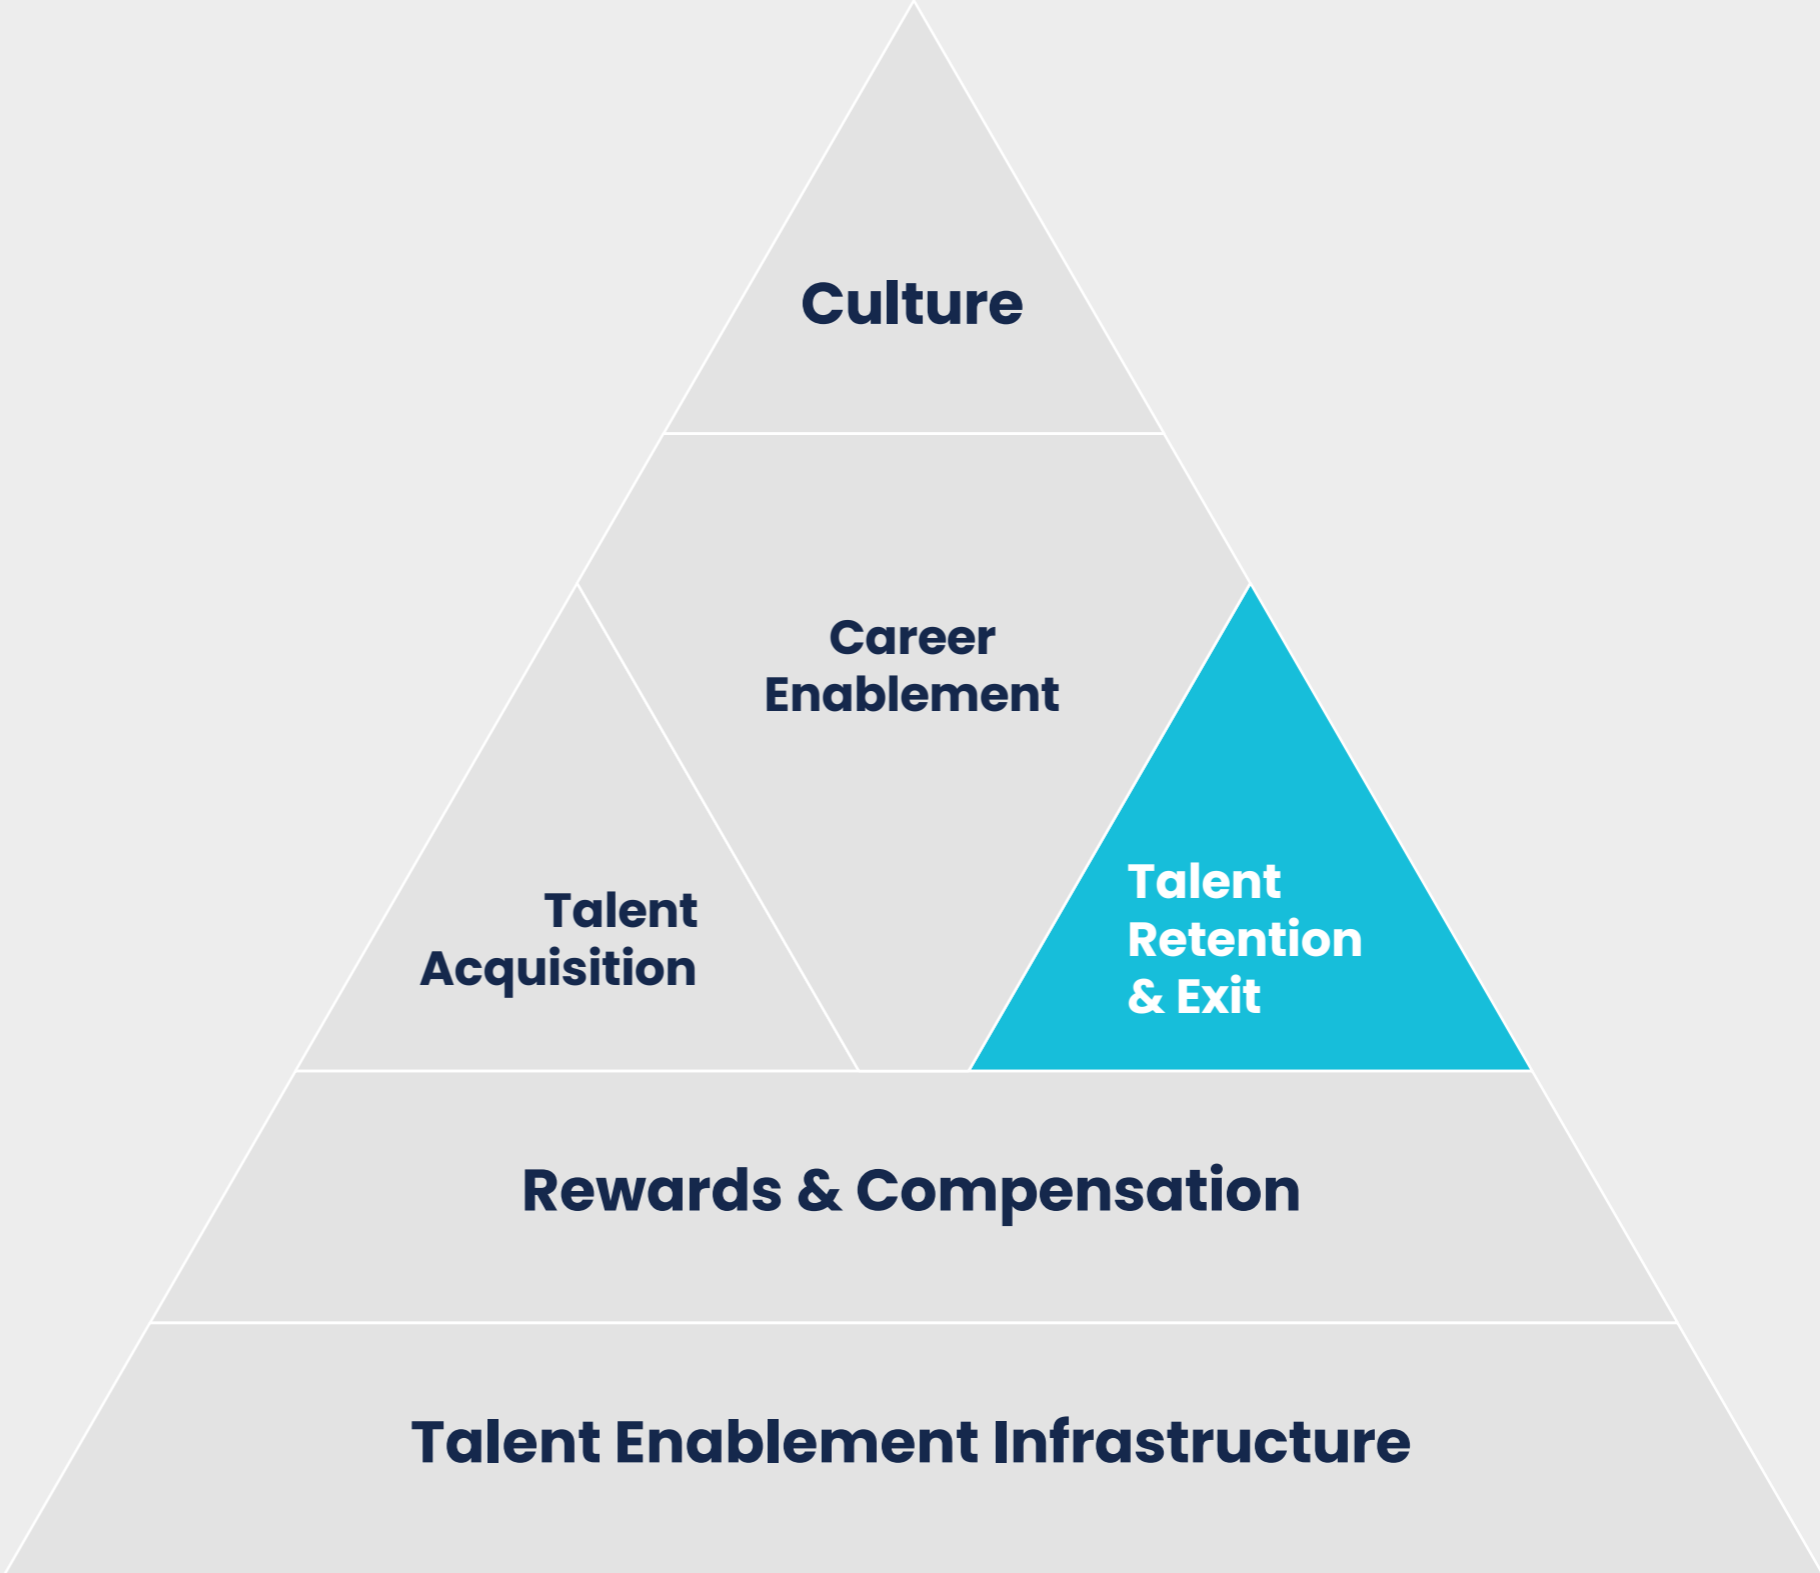 Culture
Career
Enablement
Talent
Acquisition
Talent
Retention
& Exit
Rewards & Compensation
Talent Enablement Infrastructure